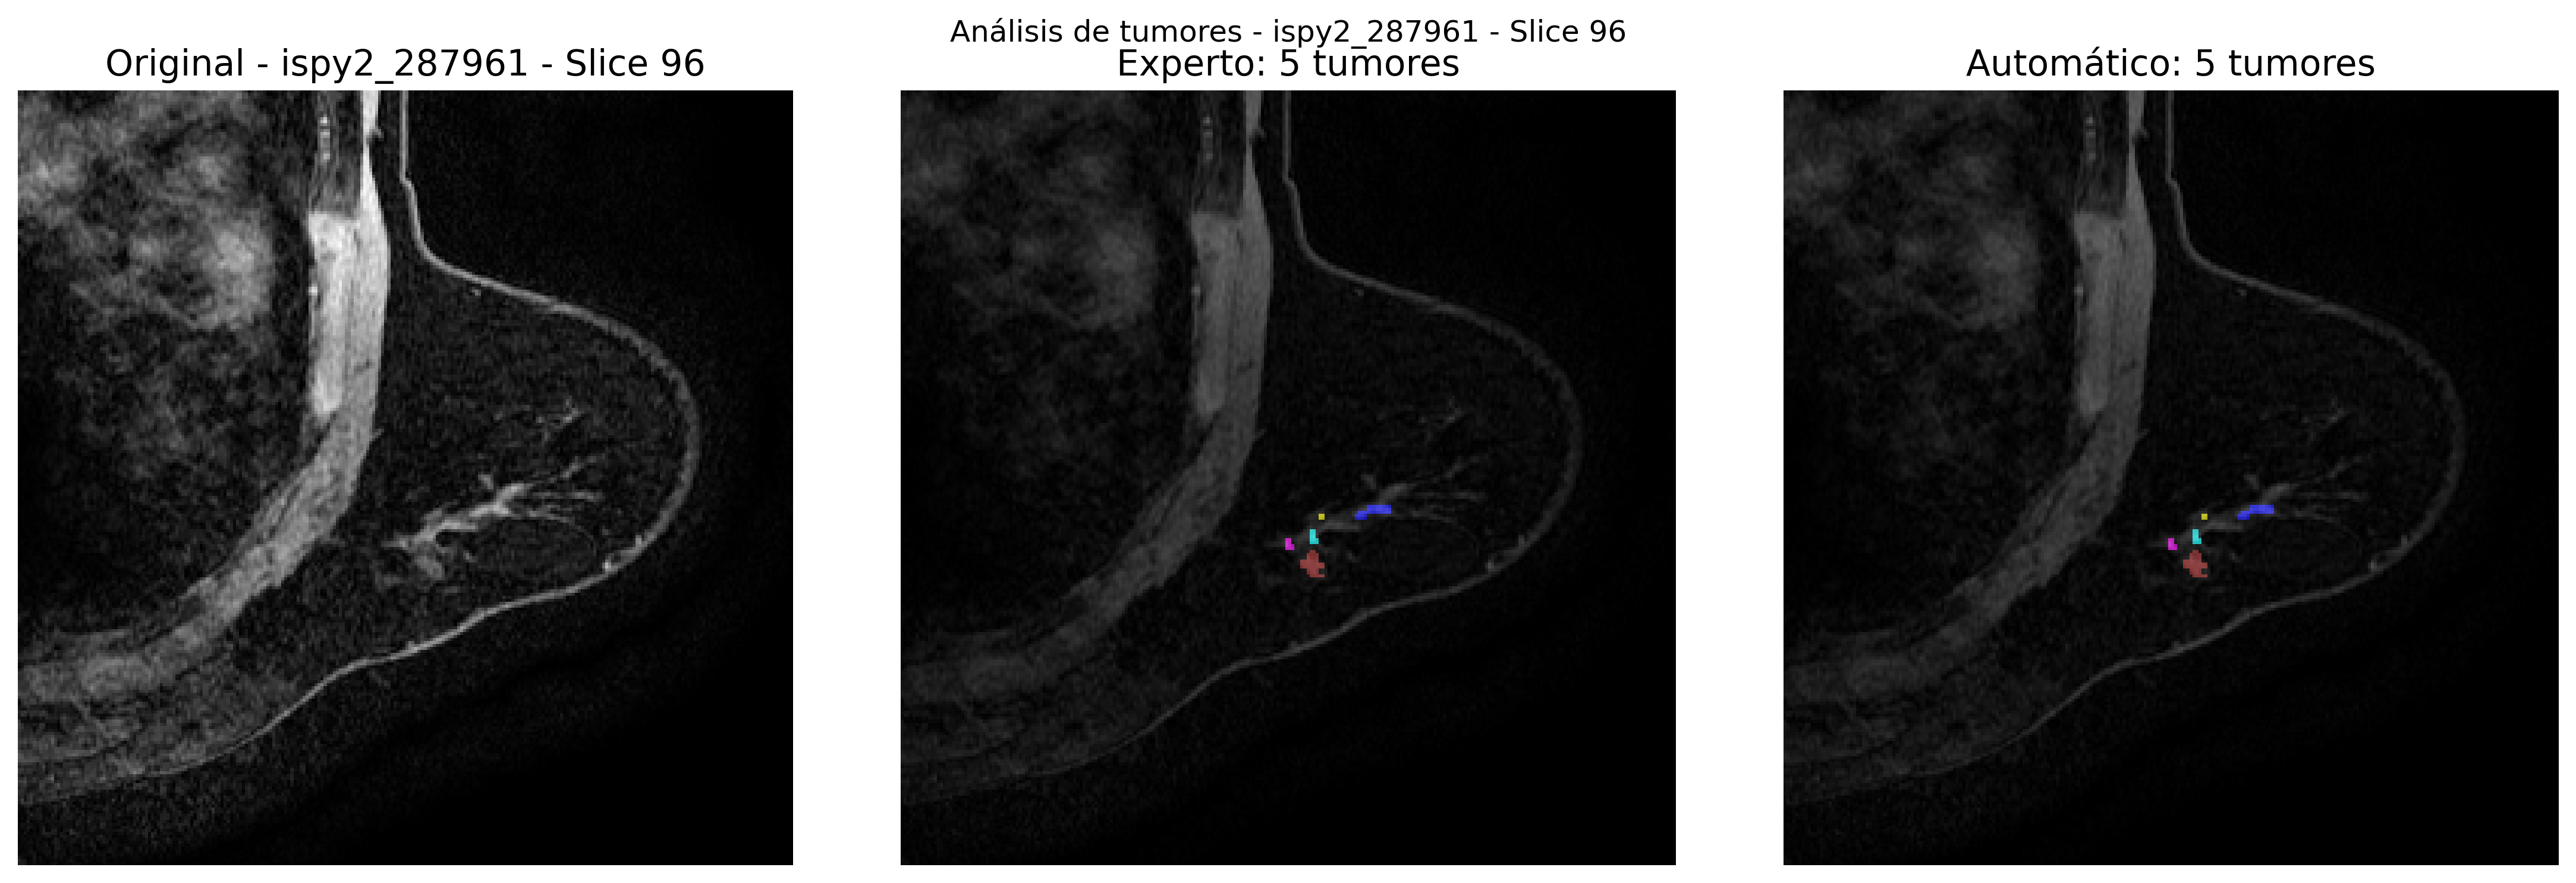 Análisis de tumores - ispy2_287961 - Slice 96
Original - ispy2_287961 - Slice 96
Experto: 5 tumores
Automático: 5 tumores